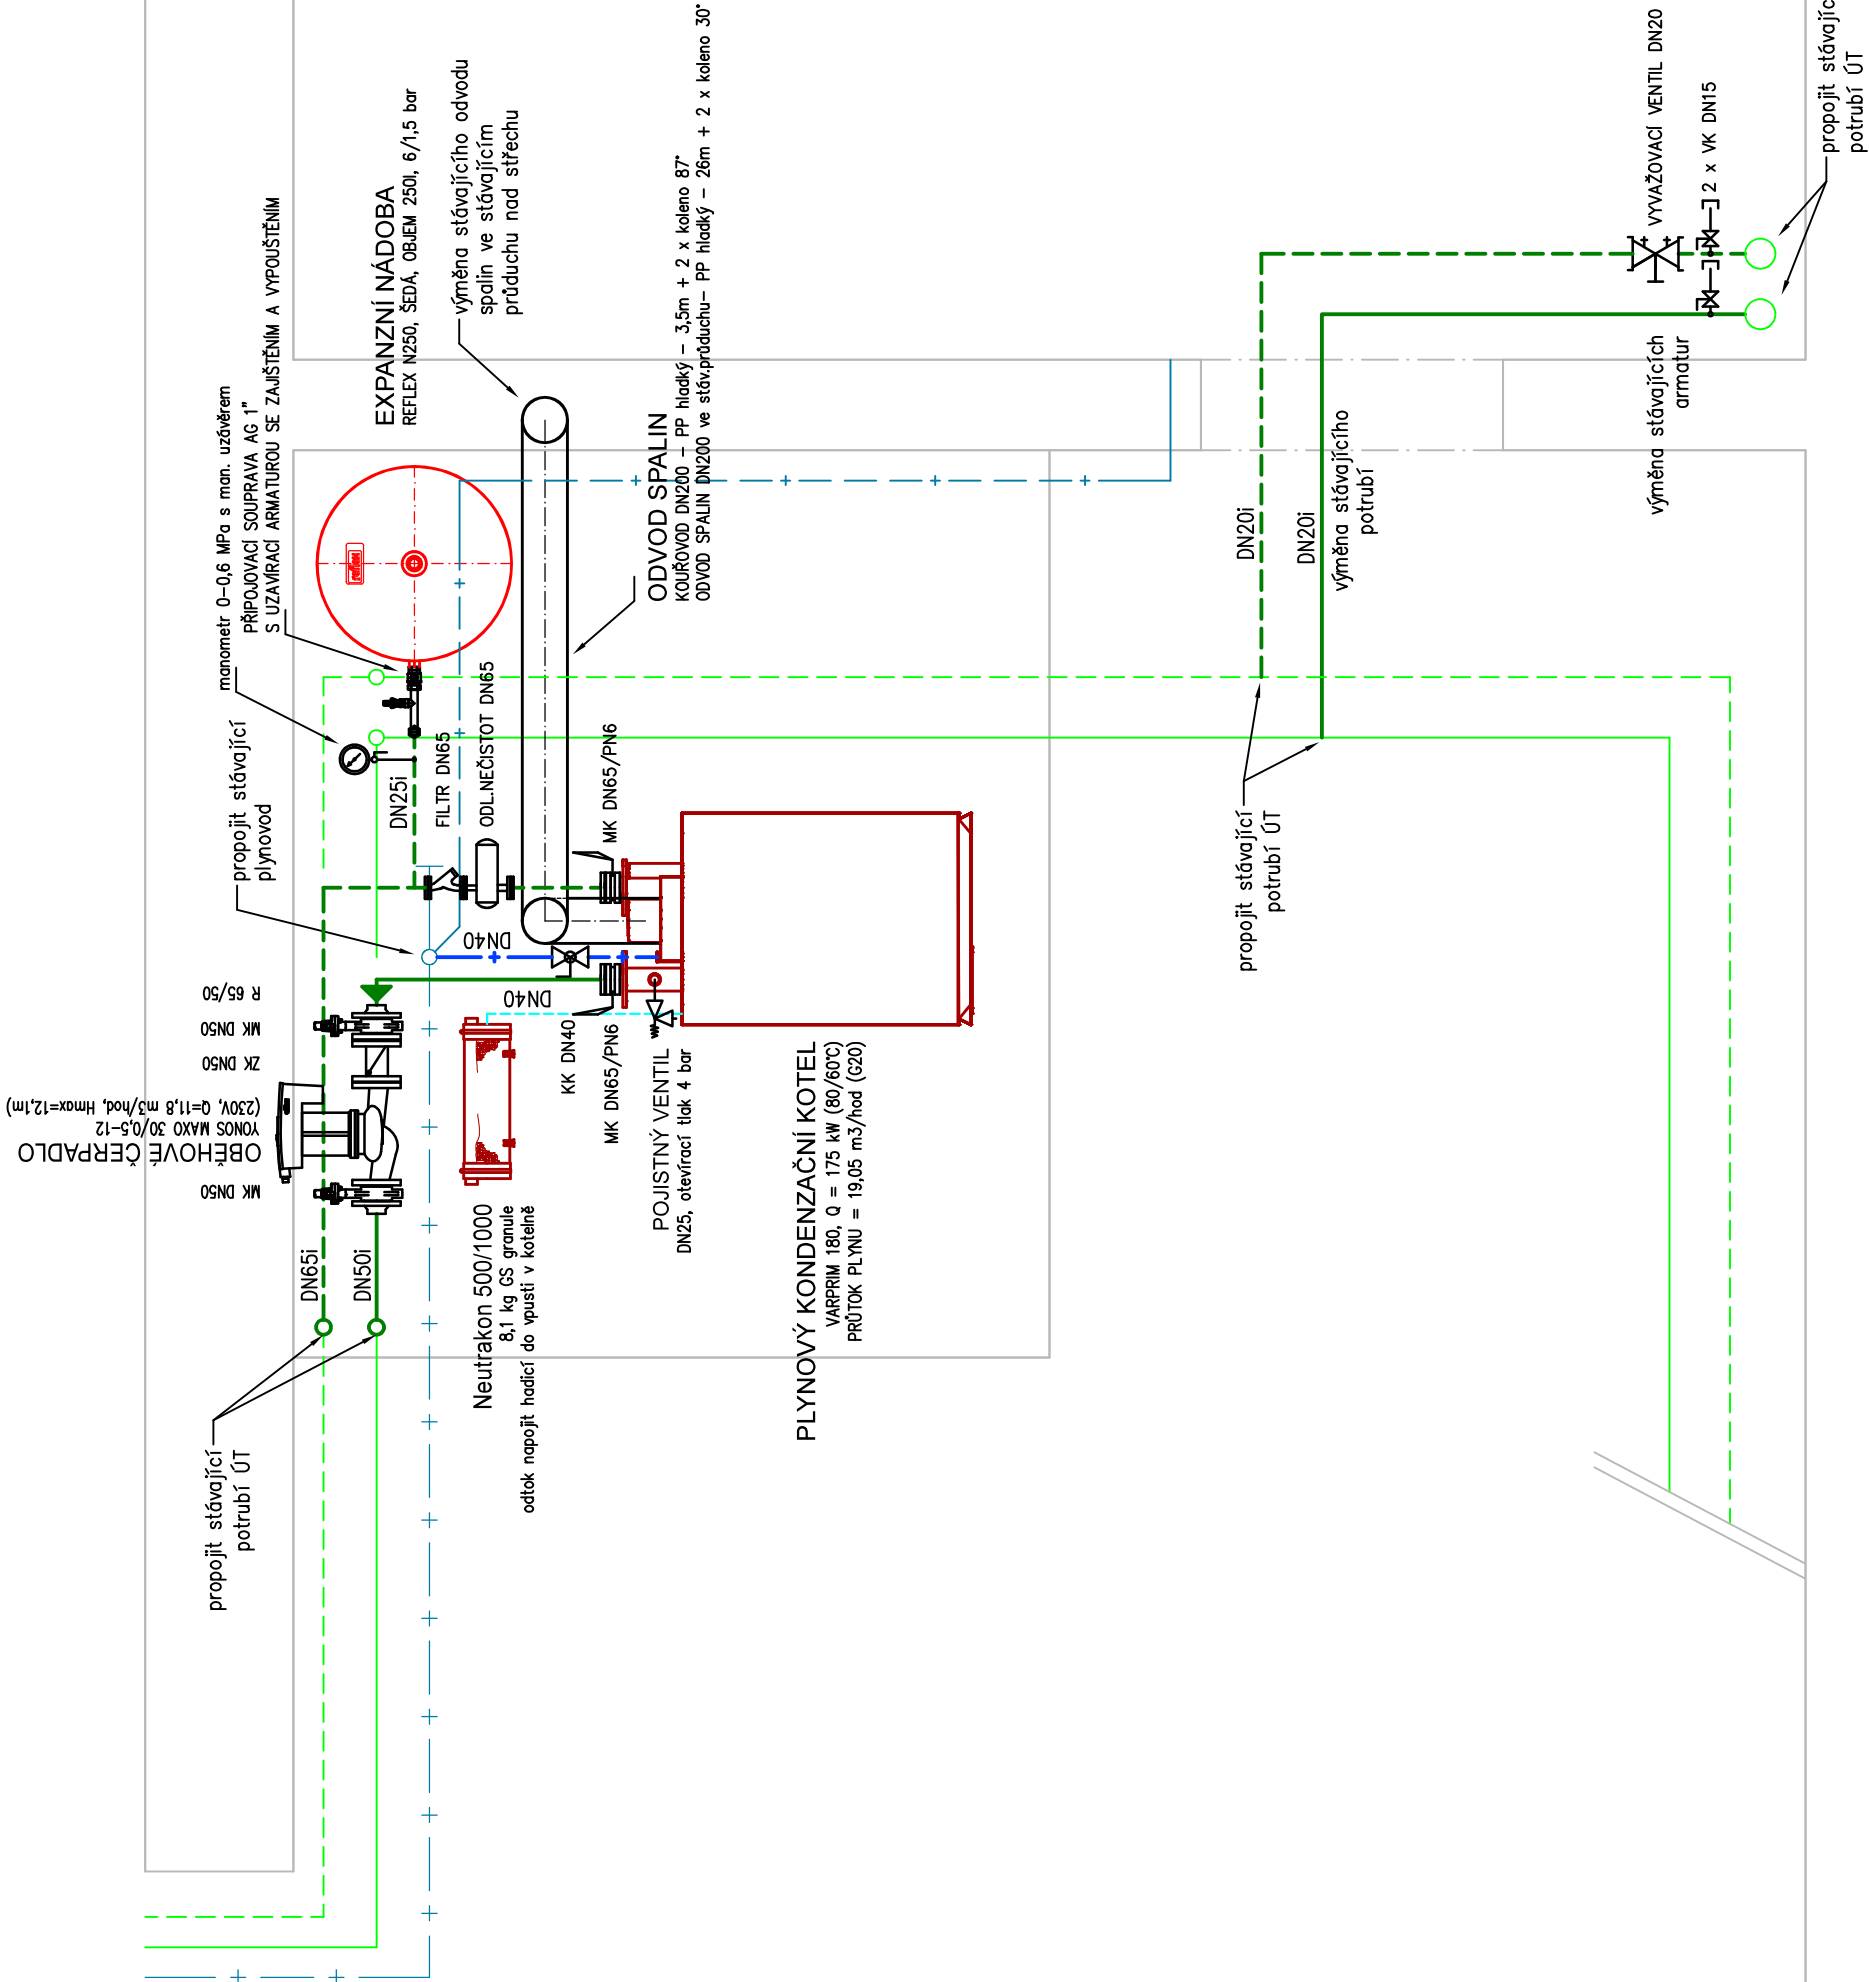 manometr 0-0,6 MPa s man. uzávěrem
PŘIPOJOVACÍ SOUPRAVA AG 1"
S UZAVÍRACÍ ARMATUROU SE ZAJIŠTĚNÍM A VYPOUŠTĚNÍM
EXPANZNÍ NÁDOBA
REFLEX N250, ŠEDÁ, OBJEM 250l, 6/1,5 bar
výměna stávajícího odvodu
spalin ve stávajícím
průduchu nad střechu
ODVOD SPALIN
KOUŘOVOD DN200 - PP hladký - 3,5m + 2 x koleno 87°
ODVOD SPALIN DN200 ve stáv.průduchu- PP hladký - 26m + 2 x koleno 30°
reflex
propojit stávající
plynovod
DN25i
FILTR DN65
ODL.NEČISTOT DN65
MK DN65/PN6
DN40
DN40
KK DN40
MK DN65/PN6
POJISTNÝ VENTIL
DN25, otevírací tlak 4 bar
PLYNOVÝ KONDENZAČNÍ KOTEL
VARPRIM 180, Q = 175 kW (80/60°C)
PRŮTOK PLYNU = 19,05 m3/hod (G20)
Neutrakon 500/1000
8,1 kg GS granule
odtok napojit hadicí do vpusti v kotelně
R 65/50
MK DN50
ZK DN50
OBĚHOVÉ ČERPADLO
YONOS MAXO 30/0,5-12
(230V, Q=11,8 m3/hod, Hmax=12,1m)
MK DN50
DN65i
DN50i
propojit stávající
potrubí ÚT
DN20i
DN20i
výměna stávajícího
potrubí
propojit stávající
potrubí ÚT
výměna stávajících
armatur
VYVAŽOVACÍ VENTIL DN20
2 x VK DN15
propojit stávajíc
potrubí ÚT